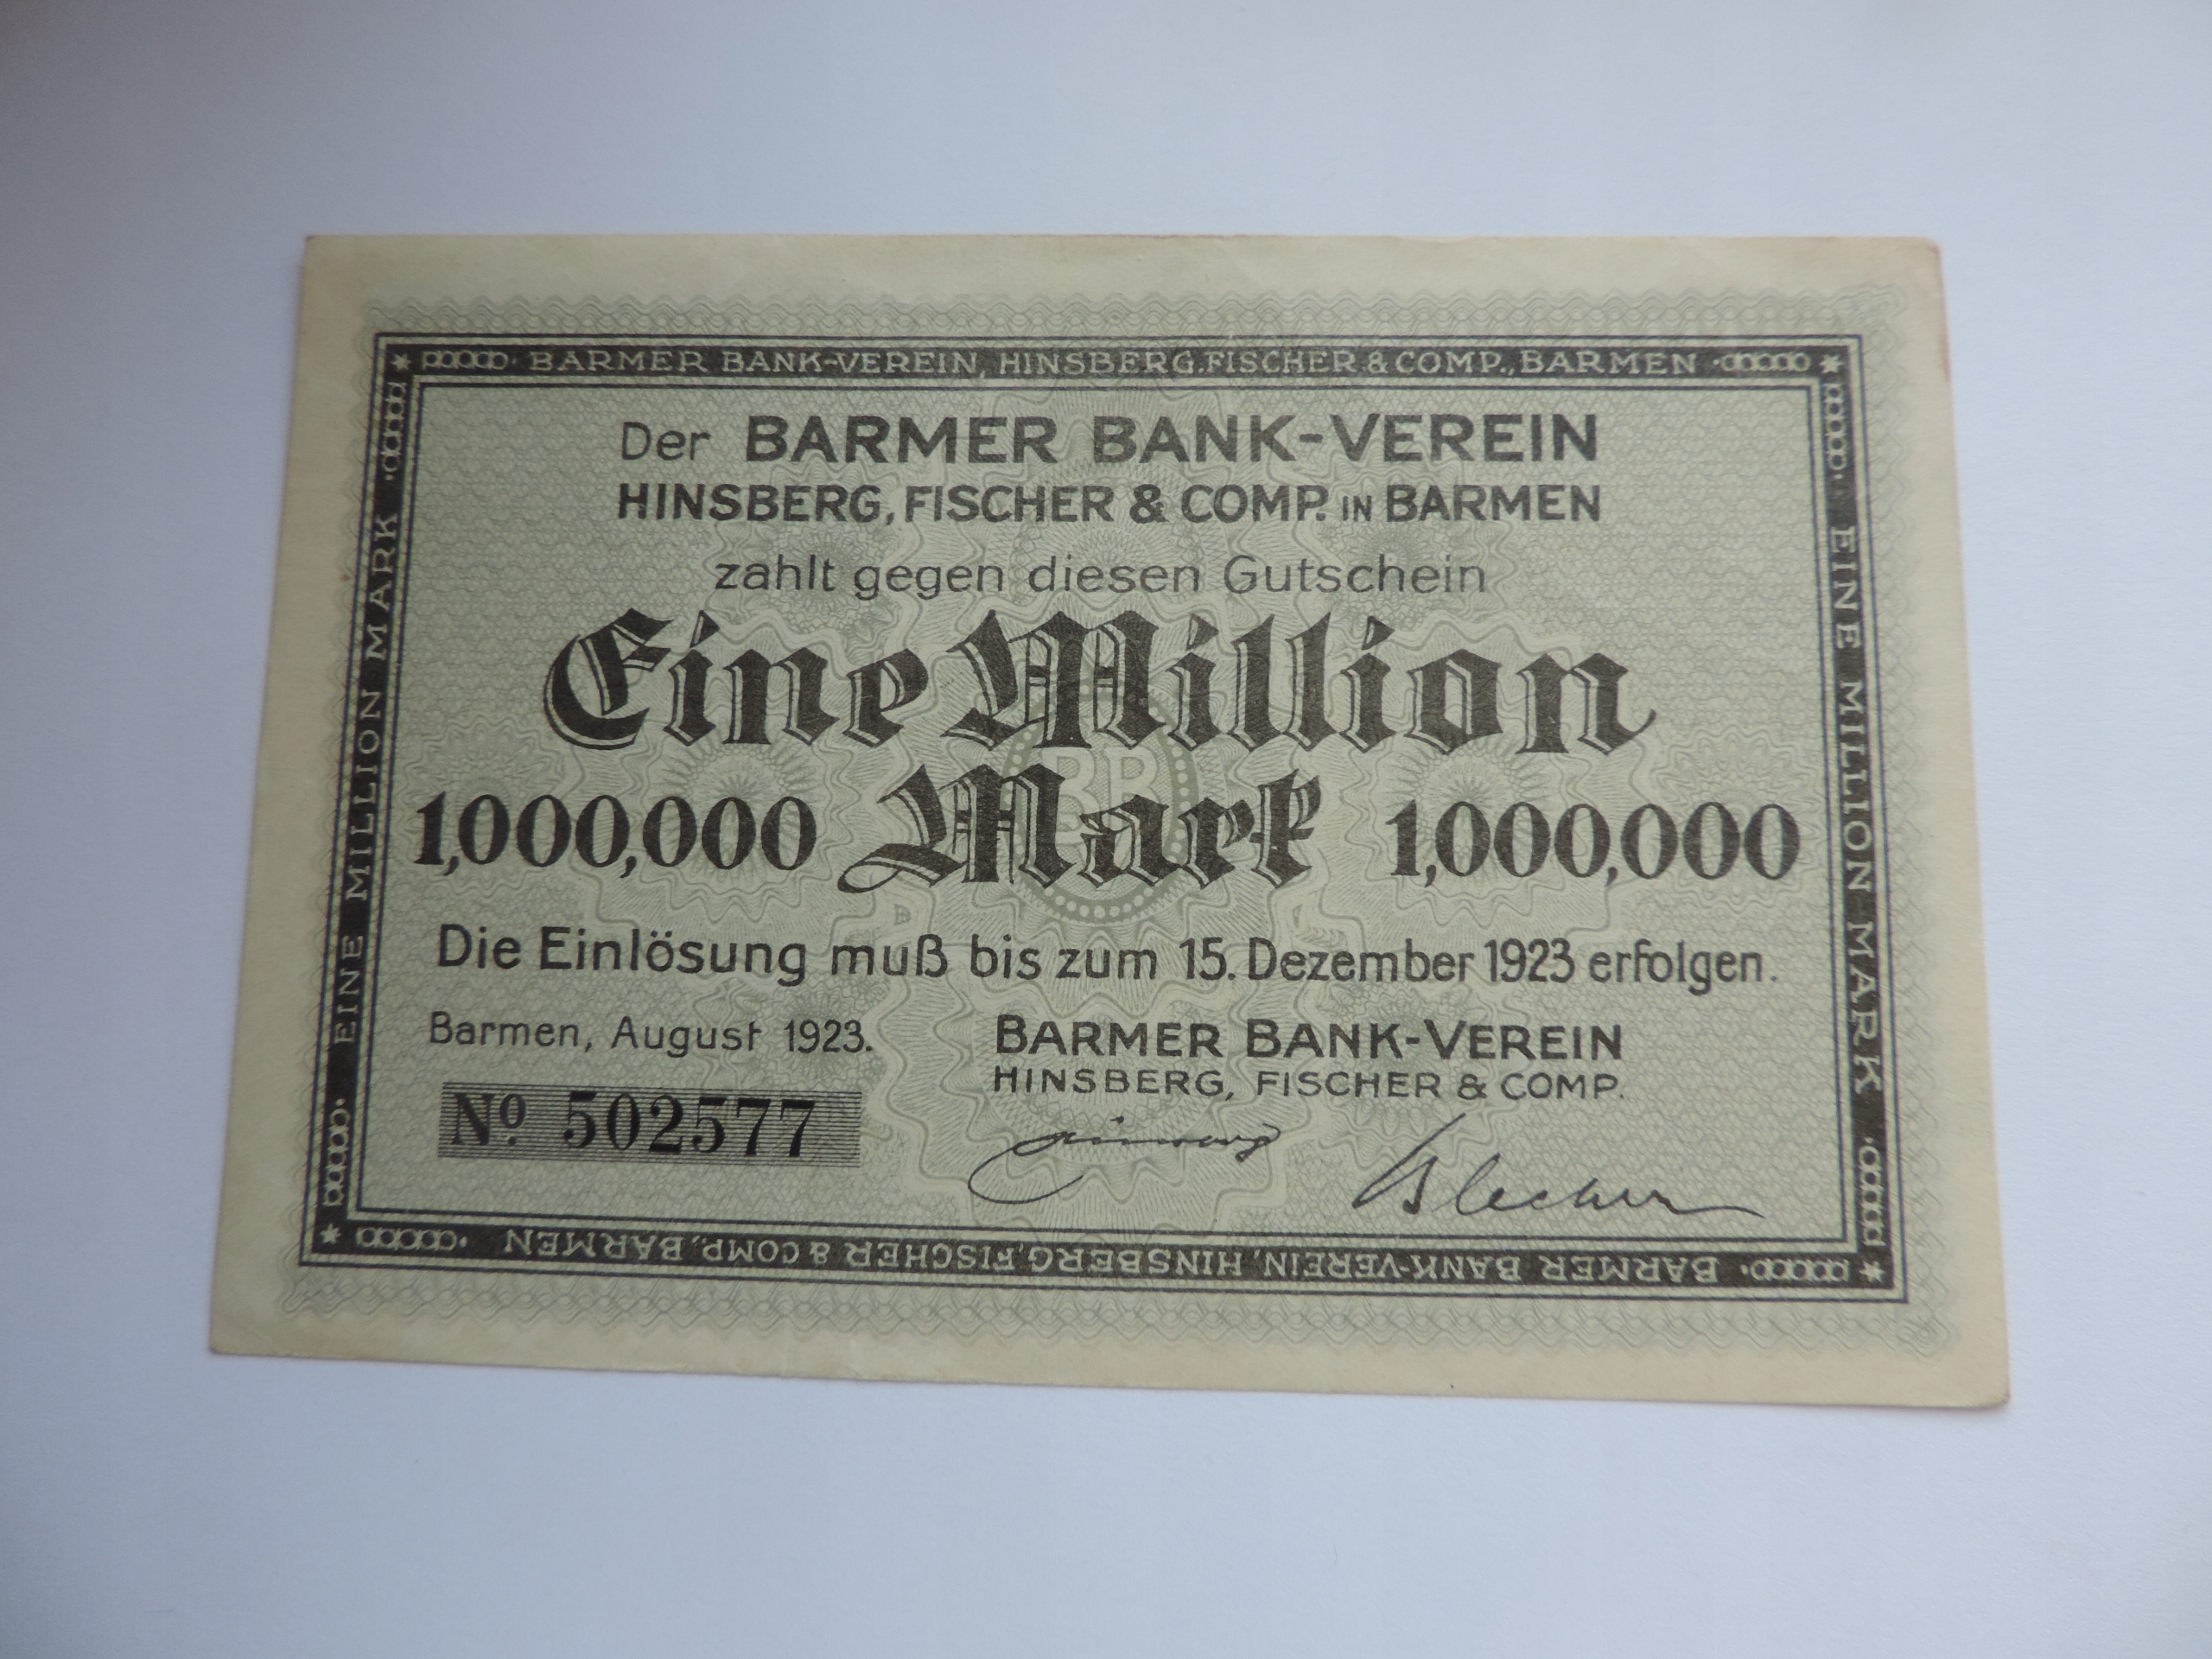 BARMER BANK-VEREIN, HINSBERG, FISCHER & COMP., BARMEN
Der BARMER BANK-VEREIN
HINSBERG, FISCHER & COMP. IN BARMEN
zahlt gegen diesen Gutschein
Eine Million
1,000,000 Mark 1,000,000
Die Einlösung muß bis zum 15. Dezember 1923 erfolgen.
Barmen, August 1923.
BARMER BANK-VEREIN
HINSBERG, FISCHER & COMP.
No. 502577
EINE MILLION MARK
EINE MILLION MARK
BARMER BANK-VEREIN, HINSBERG, FISCHER & COMP., BARMEN